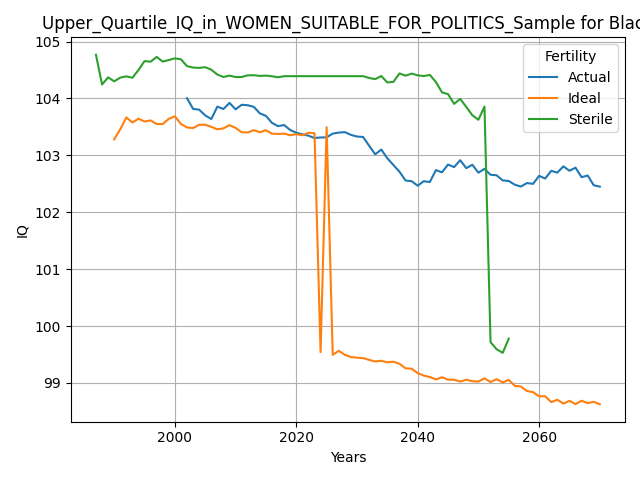 Upper_Quartile_IQ_in_WOMEN_SUITABLE_FOR_POLITICS_Sample for Blac
105
104
103
102
101
100
99
IQ
Fertility
Actual
Ideal
Sterile
2000 2020 2040 2060
Years